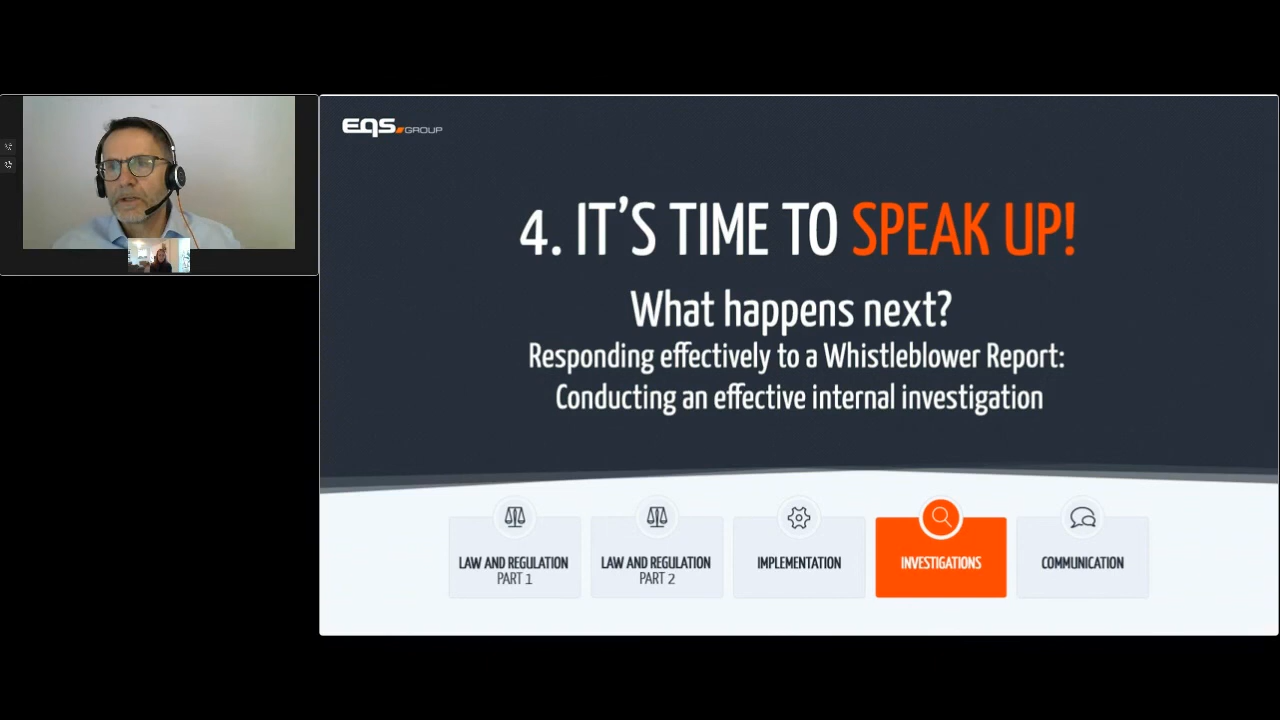 EQS GROUP
4. IT'S TIME TO SPEAK UP!
What happens next?
Responding effectively to a Whistleblower Report:
Conducting an effective internal investigation
LAW AND REGULATION
PART 1
LAW AND REGULATION
PART 2
IMPLEMENTATION
INVESTIGATIONS
COMMUNICATION